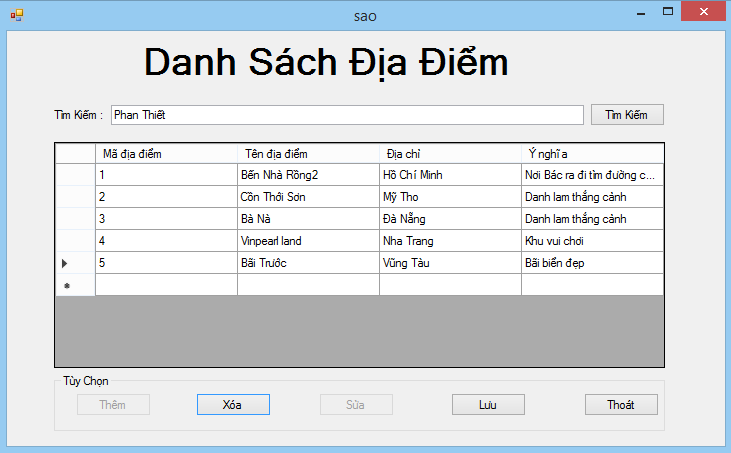 sao
Danh Sách Địa Điểm
Tìm Kiếm : Phan Thiết Tìm Kiếm
Mã địa điểm Tên địa điểm Địa chỉ Ý nghĩa
1 Bến Nhà Rồng2 Hồ Chí Minh Nơi Bác ra đi tìm đường c...
2 Cồn Thới Sơn Mỹ Tho Danh lam thắng cảnh
3 Bà Nà Đà Nẵng Danh lam thắng cảnh
4 Vinpearl land Nha Trang Khu vui chơi
5 Bãi Trước Vũng Tàu Bãi biển đẹp
Tùy Chọn
Thêm Xóa Sửa Lưu Thoát